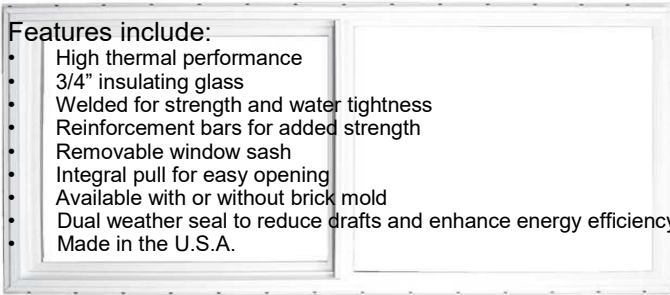 Features include:
• High thermal performance
• 3/4” insulating glass
• Welded for strength and water tightness
• Reinforcement bars for added strength
• Removable window sash
• Integral pull for easy opening
• Available with or without brick mold
• Dual weather seal to reduce drafts and enhance energy efficiency
• Made in the U.S.A.